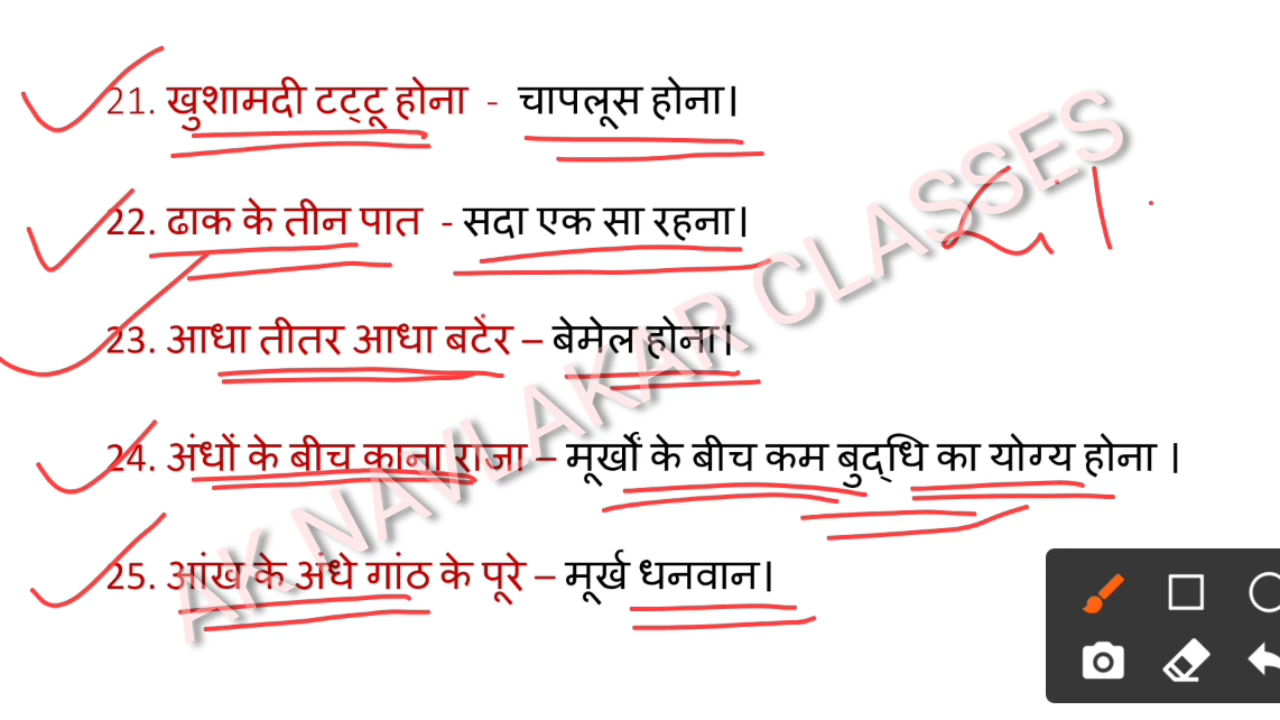 21. खुशामदी टट्टू होना - चापलूस होना।
22. ढाक के तीन पात - सदा एक सा रहना।
23. आधा तीतर आधा बटेर – बेमेल होना।
24. अंधों के बीच काना राजा – मूर्खों के बीच कम बुद्धि का योग्य होना ।
25. आंख के अंधे गांठ के पूरे – मूर्ख धनवान।
AK NAVLAKAR CLASSES